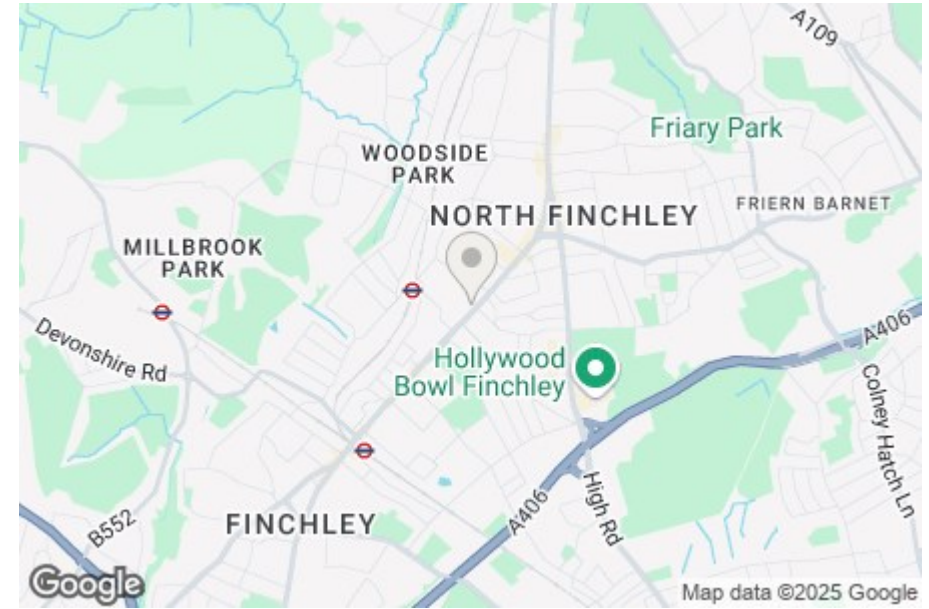 A109
Friary Park
WOODSIDE
PARK
NORTH FINCHLEY
FRIERN BARNET
MILLBROOK
PARK
Devonshire Rd
Hollywood
Bowl Finchley
A406
Colney Hatch Ln
High Rd
A406
B552
FINCHLEY
Google
Map data ©2025 Google